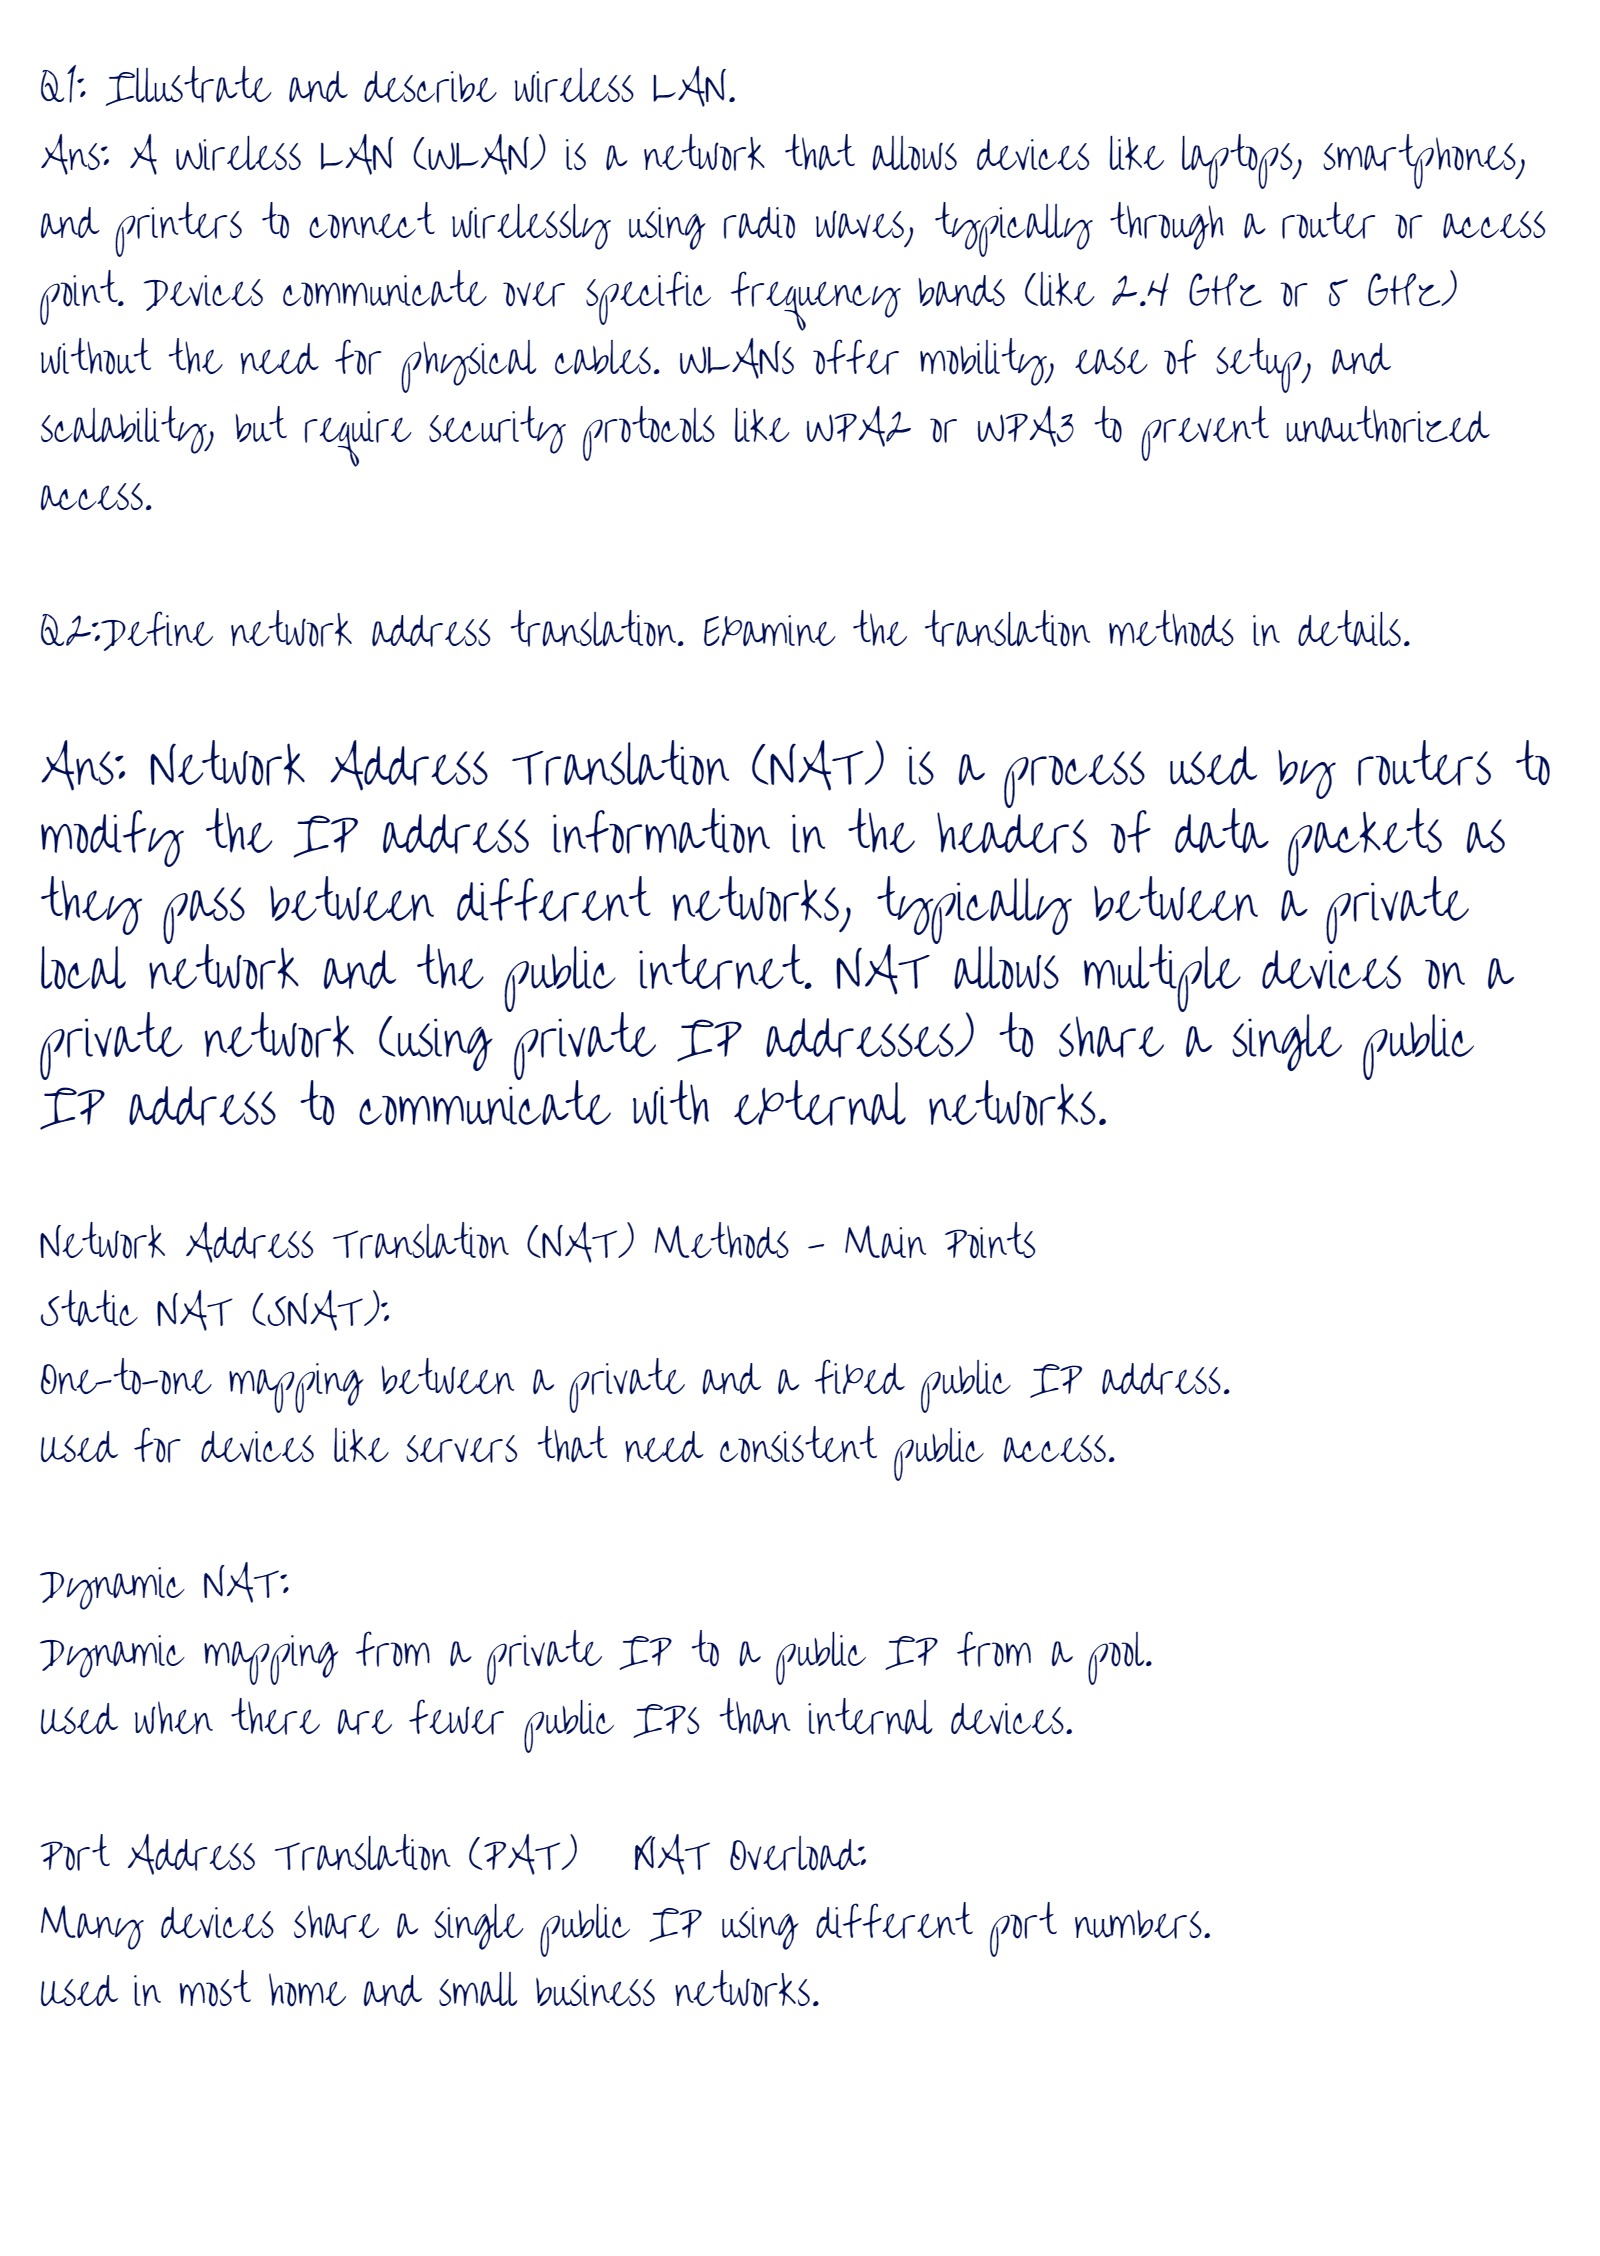 Q1: Illustrate and describe wireless LAN.
Ans: A wireless LAN (WLAN) is a network that allows devices like laptops, smartphones,
and printers to connect wirelessly using radio waves, typically through a router or access
point. Devices communicate over specific frequency bands (like 2.4 GHz or 5 GHz)
without the need for physical cables. WLANs offer mobility, ease of setup, and
scalability, but require security protocols like WPA2 or WPA3 to prevent unauthorized
access.
Q2:Define network address translation. Examine the translation methods in details.
Ans: Network Address Translation (NAT) is a process used by routers to
modify the IP address information in the headers of data packets as
they pass between different networks, typically between a private
local network and the public internet. NAT allows multiple devices on a
private network (using private IP addresses) to share a single public
IP address to communicate with external networks.
Network Address Translation (NAT) Methods - Main Points
Static NAT (SNAT):
One-to-one mapping between a private and a fixed public IP address.
used for devices like servers that need consistent public access.
Dynamic NAT:
Dynamic mapping from a private IP to a public IP from a pool.
used when there are fewer public IPs than internal devices.
Port Address Translation (PAT) NAT Overload:
Many devices share a single public IP using different port numbers.
used in most home and small business networks.